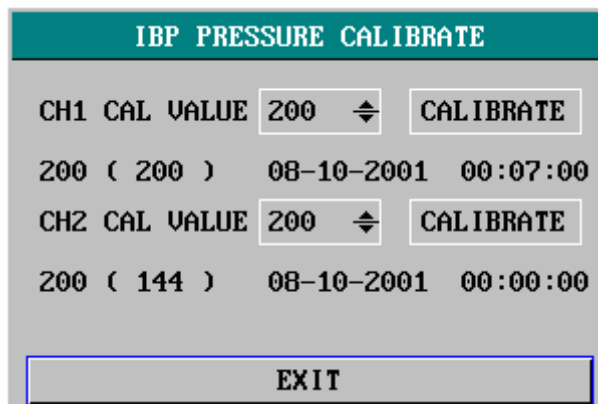 IBP PRESSURE CALIBRATE
CH1 CAL VALUE 200 CALIBRATE
200 ( 200 ) 08-10-2001 00:07:00
CH2 CAL VALUE 200 CALIBRATE
200 ( 144 ) 08-10-2001 00:00:00
EXIT